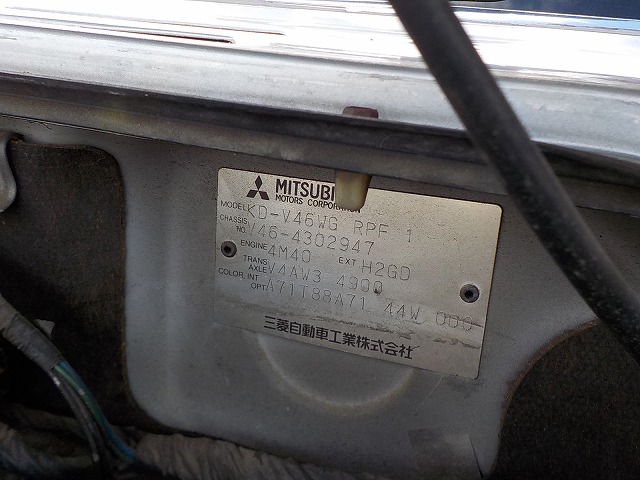 MITSUBI
MOTORS CORPORATION
MODEL KD-V46WG RPF 1
CHASSIS NO. V46-4302947
ENGINE 4M40 EXT H2GD
TRANS AXLE V4AW3 4900
COLOR, INT OPT A71T88A71 44W 000
三菱自動車工業株式会社